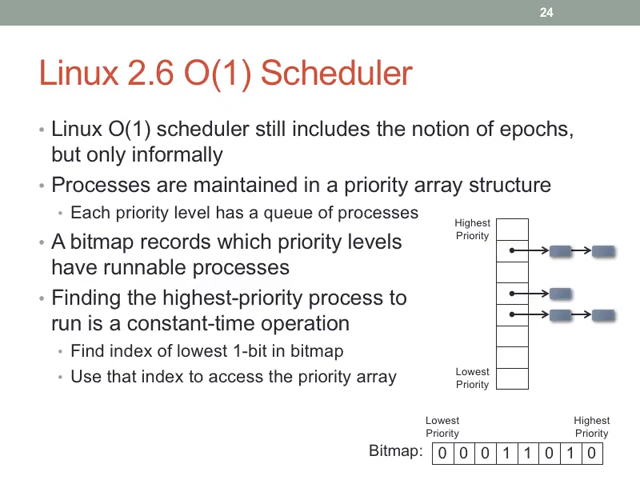 24
Linux 2.6 O(1) Scheduler
• Linux O(1) scheduler still includes the notion of epochs,
but only informally
• Processes are maintained in a priority array structure
• Each priority level has a queue of processes
• A bitmap records which priority levels
have runnable processes
• Finding the highest-priority process to
run is a constant-time operation
• Find index of lowest 1-bit in bitmap
• Use that index to access the priority array
Highest
Priority
Lowest
Priority
Lowest
Priority
Highest
Priority
Bitmap: 0 0 0 1 1 0 1 0